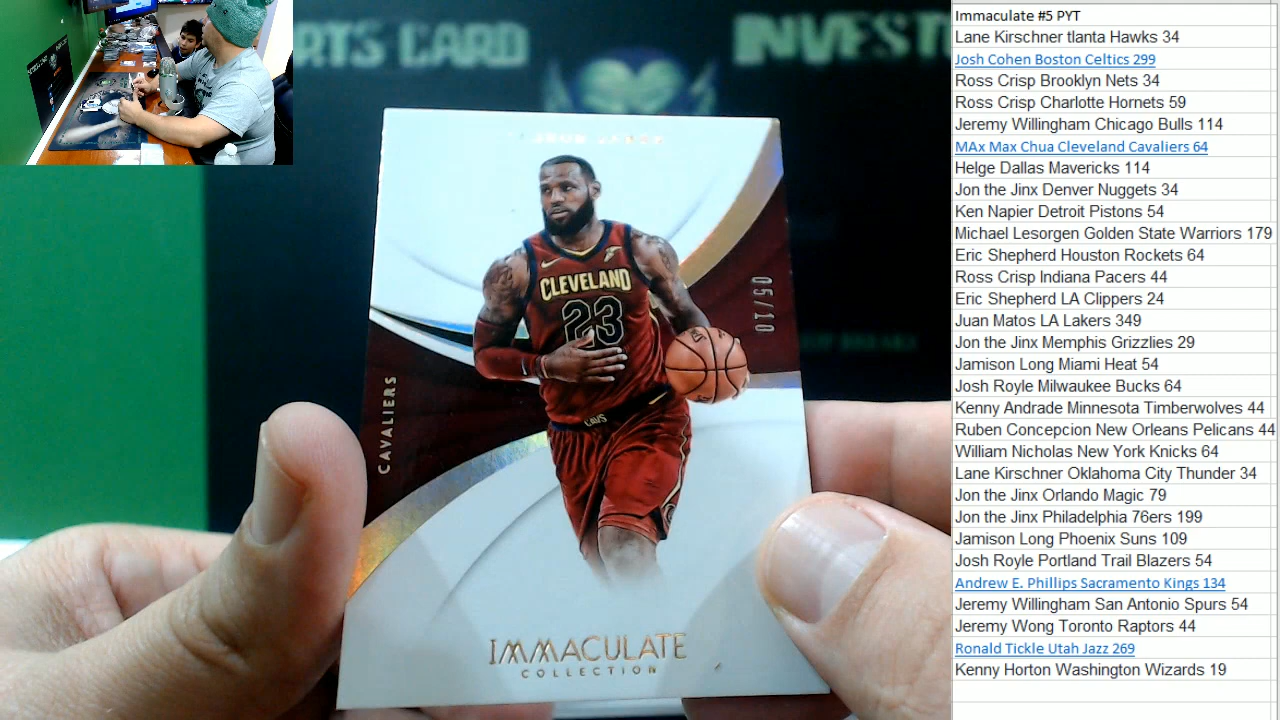 RTS CARD
INVEST
CLEVELAND
23
CAVS
05/10
CAVALIERS
IMMACULATE
COLLECTION
Immaculate #5 PYT
Lane Kirschner tlanta Hawks 34
Josh Cohen Boston Celtics 299
Ross Crisp Brooklyn Nets 34
Ross Crisp Charlotte Hornets 59
Jeremy Willingham Chicago Bulls 114
MAx Max Chua Cleveland Cavaliers 64
Helge Dallas Mavericks 114
Jon the Jinx Denver Nuggets 34
Ken Napier Detroit Pistons 54
Michael Lesorgen Golden State Warriors 179
Eric Shepherd Houston Rockets 64
Ross Crisp Indiana Pacers 44
Eric Shepherd LA Clippers 24
Juan Matos LA Lakers 349
Jon the Jinx Memphis Grizzlies 29
Jamison Long Miami Heat 54
Josh Royle Milwaukee Bucks 64
Kenny Andrade Minnesota Timberwolves 44
Ruben Concepcion New Orleans Pelicans 44
William Nicholas New York Knicks 64
Lane Kirschner Oklahoma City Thunder 34
Jon the Jinx Orlando Magic 79
Jon the Jinx Philadelphia 76ers 199
Jamison Long Phoenix Suns 109
Josh Royle Portland Trail Blazers 54
Andrew E. Phillips Sacramento Kings 134
Jeremy Willingham San Antonio Spurs 54
Jeremy Wong Toronto Raptors 44
Ronald Tickle Utah Jazz 269
Kenny Horton Washington Wizards 19